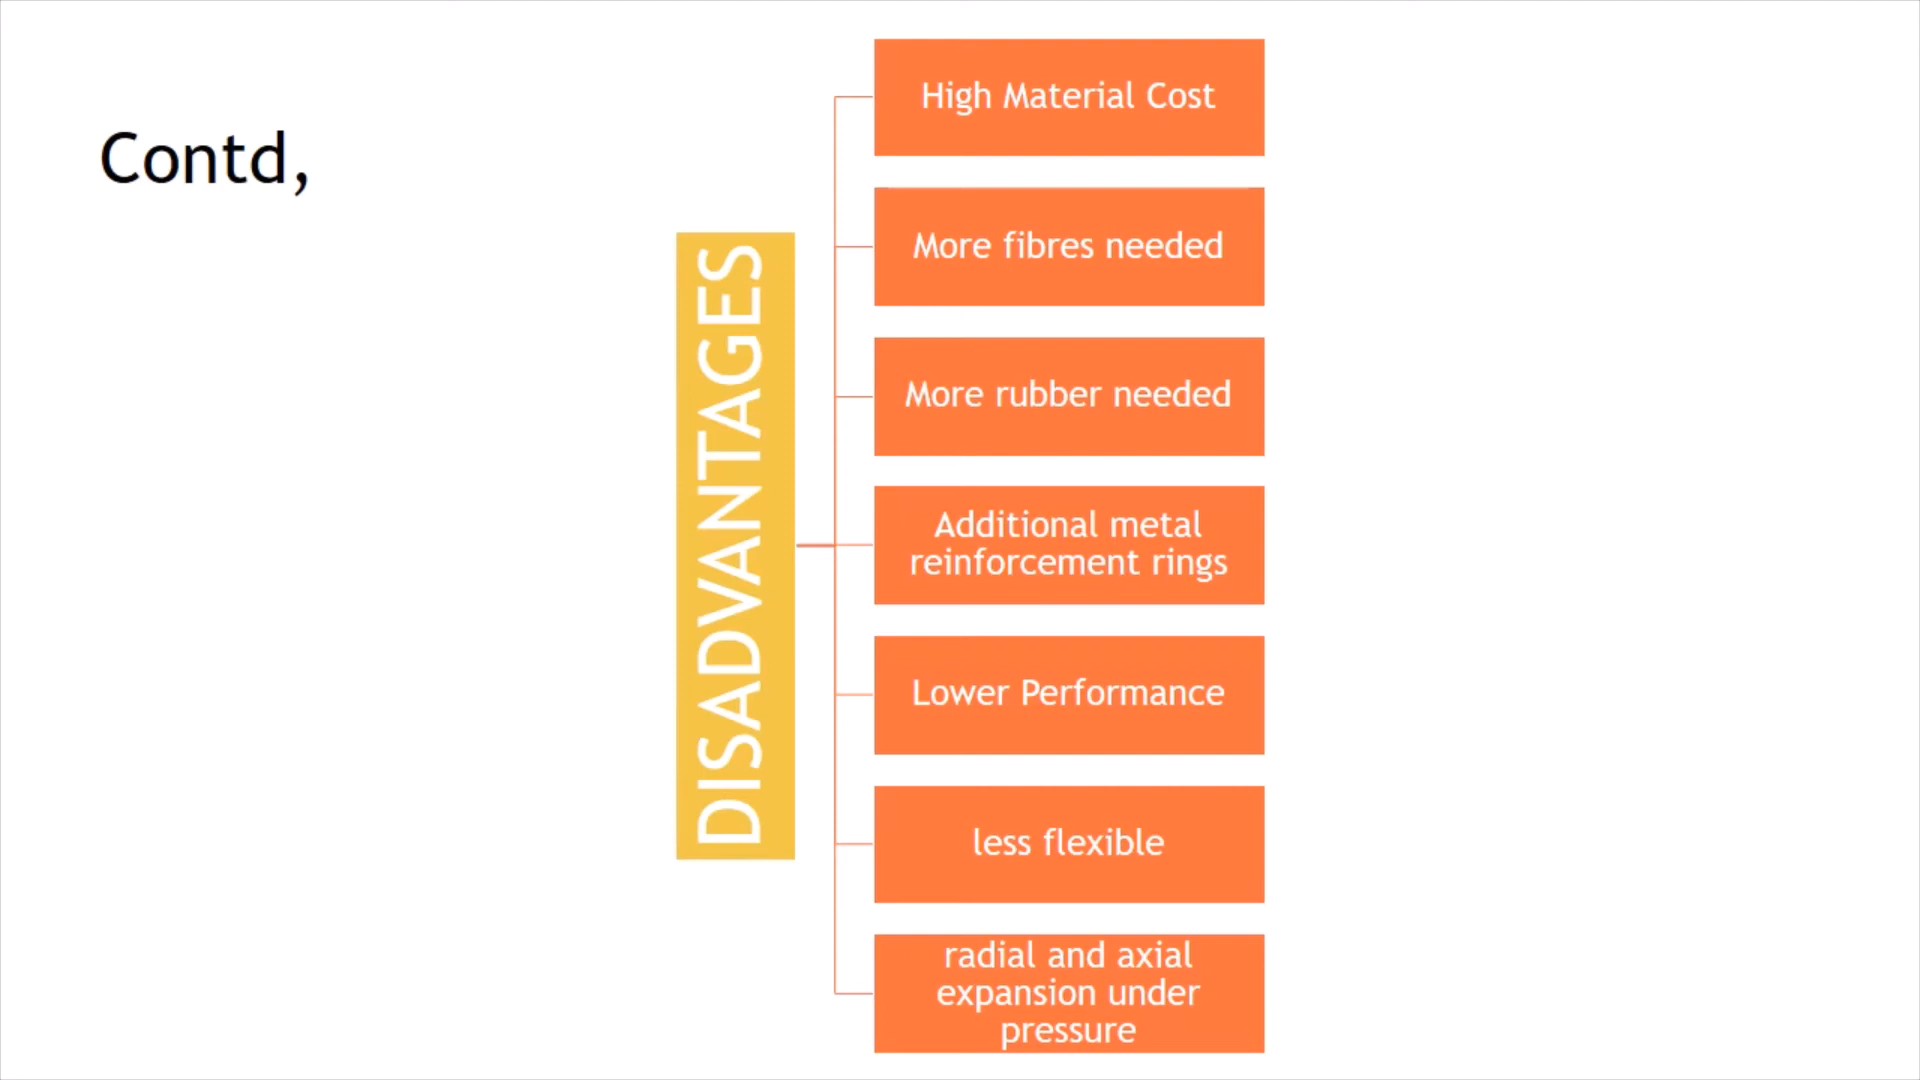 Contd,
DISADVANTAGES
High Material Cost
More fibres needed
More rubber needed
Additional metal
reinforcement rings
Lower Performance
less flexible
radial and axial
expansion under
pressure